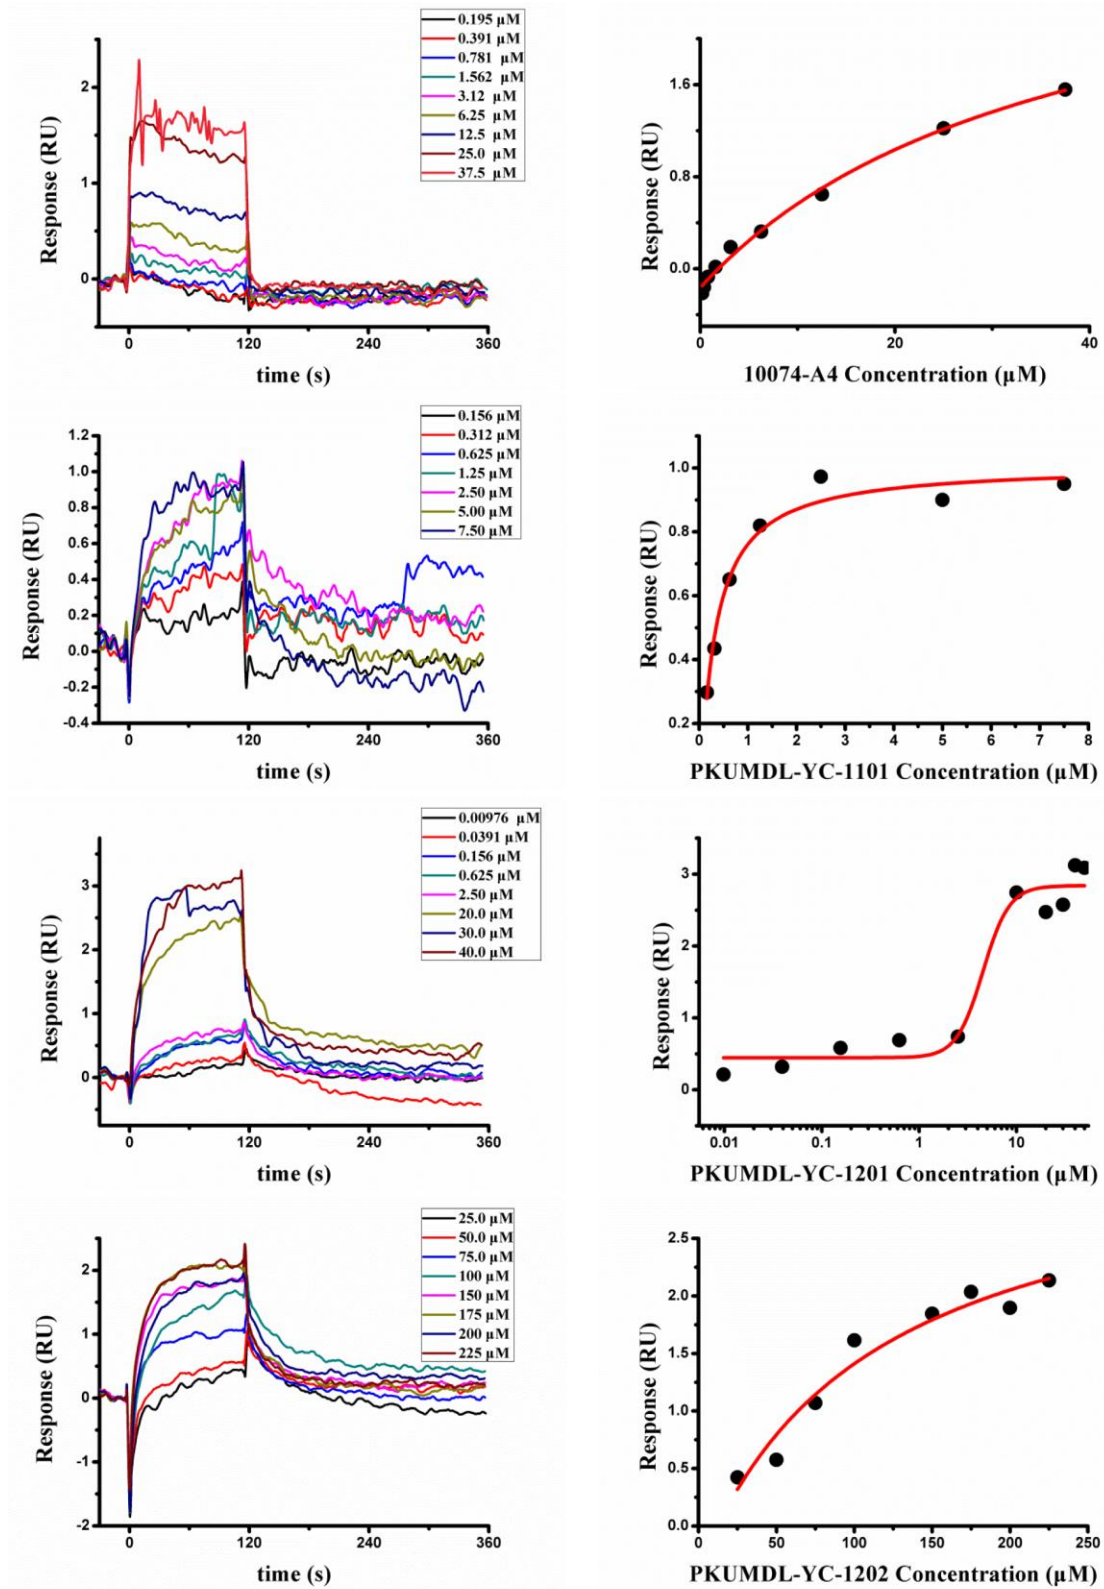 0.195 µM
0.391 µM
0.781 µM
1.562 µM
3.12 µM
6.25 µM
12.5 µM
25.0 µM
37.5 µM
2
1
0
Response (RU)
0 120 240 360
time (s)
1.6
0.8
0.0
Response (RU)
0 20 40
10074-A4 Concentration (µM)
0.156 µM
0.312 µM
0.625 µM
1.25 µM
2.50 µM
5.00 µM
7.50 µM
1.2
1.0
0.8
0.6
0.4
0.2
0.0
-0.2
-0.4
Response (RU)
0 120 240 360
time (s)
1.0
0.8
0.6
0.4
0.2
Response (RU)
0 1 2 3 4 5 6 7 8
PKUMDL-YC-1101 Concentration (µM)
0.00976 µM
0.0391 µM
0.156 µM
0.625 µM
2.50 µM
20.0 µM
30.0 µM
40.0 µM
3
2
1
0
Response (RU)
0 120 240 360
time (s)
3
2
1
0
Response (RU)
0.01 0.1 1 10
PKUMDL-YC-1201 Concentration (µM)
25.0 µM
50.0 µM
75.0 µM
100 µM
150 µM
175 µM
200 µM
225 µM
2
1
0
-1
-2
Response (RU)
0 120 240 360
time (s)
2.5
2.0
1.5
1.0
0.5
0.0
Response (RU)
0 50 100 150 200 250
PKUMDL-YC-1202 Concentration (µM)